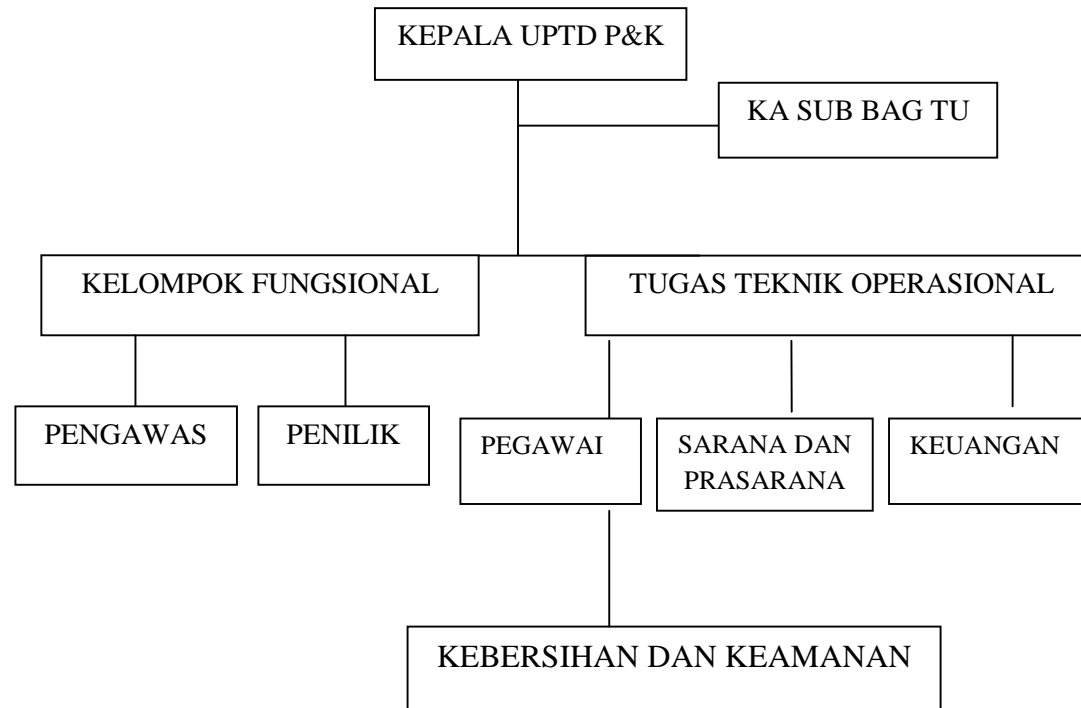 KEPALA UPTD P&K
KA SUB BAG TU
KELOMPOK FUNGSIONAL
TUGAS TEKNIK OPERASIONAL
PENGAWAS
PENILIK
PEGAWAI
SARANA DAN
PRASARANA
KEUANGAN
KEBERSIHAN DAN KEAMANAN